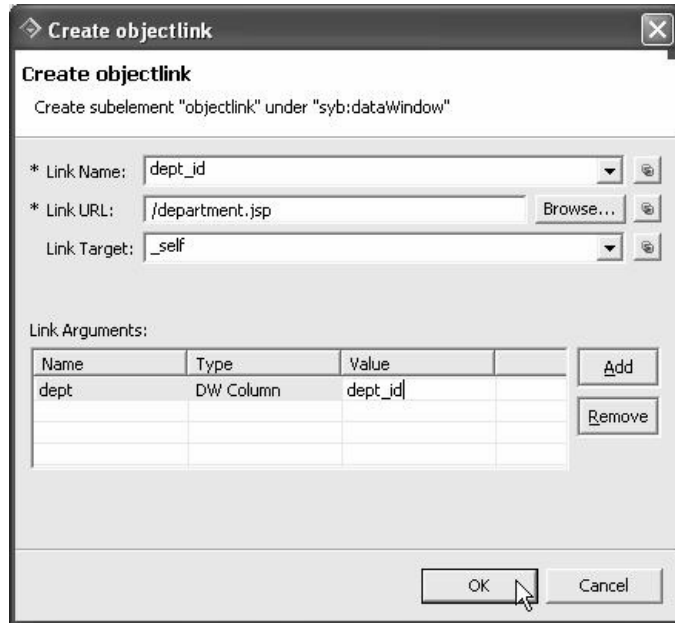 Create objectlink
Create objectlink
Create subelement "objectlink" under "syb:dataWindow"
* Link Name: dept_id
* Link URL: /department.jsp Browse...
Link Target: _self
Link Arguments:
Name Type Value Add
dept DW Column dept_id
Remove
OK Cancel